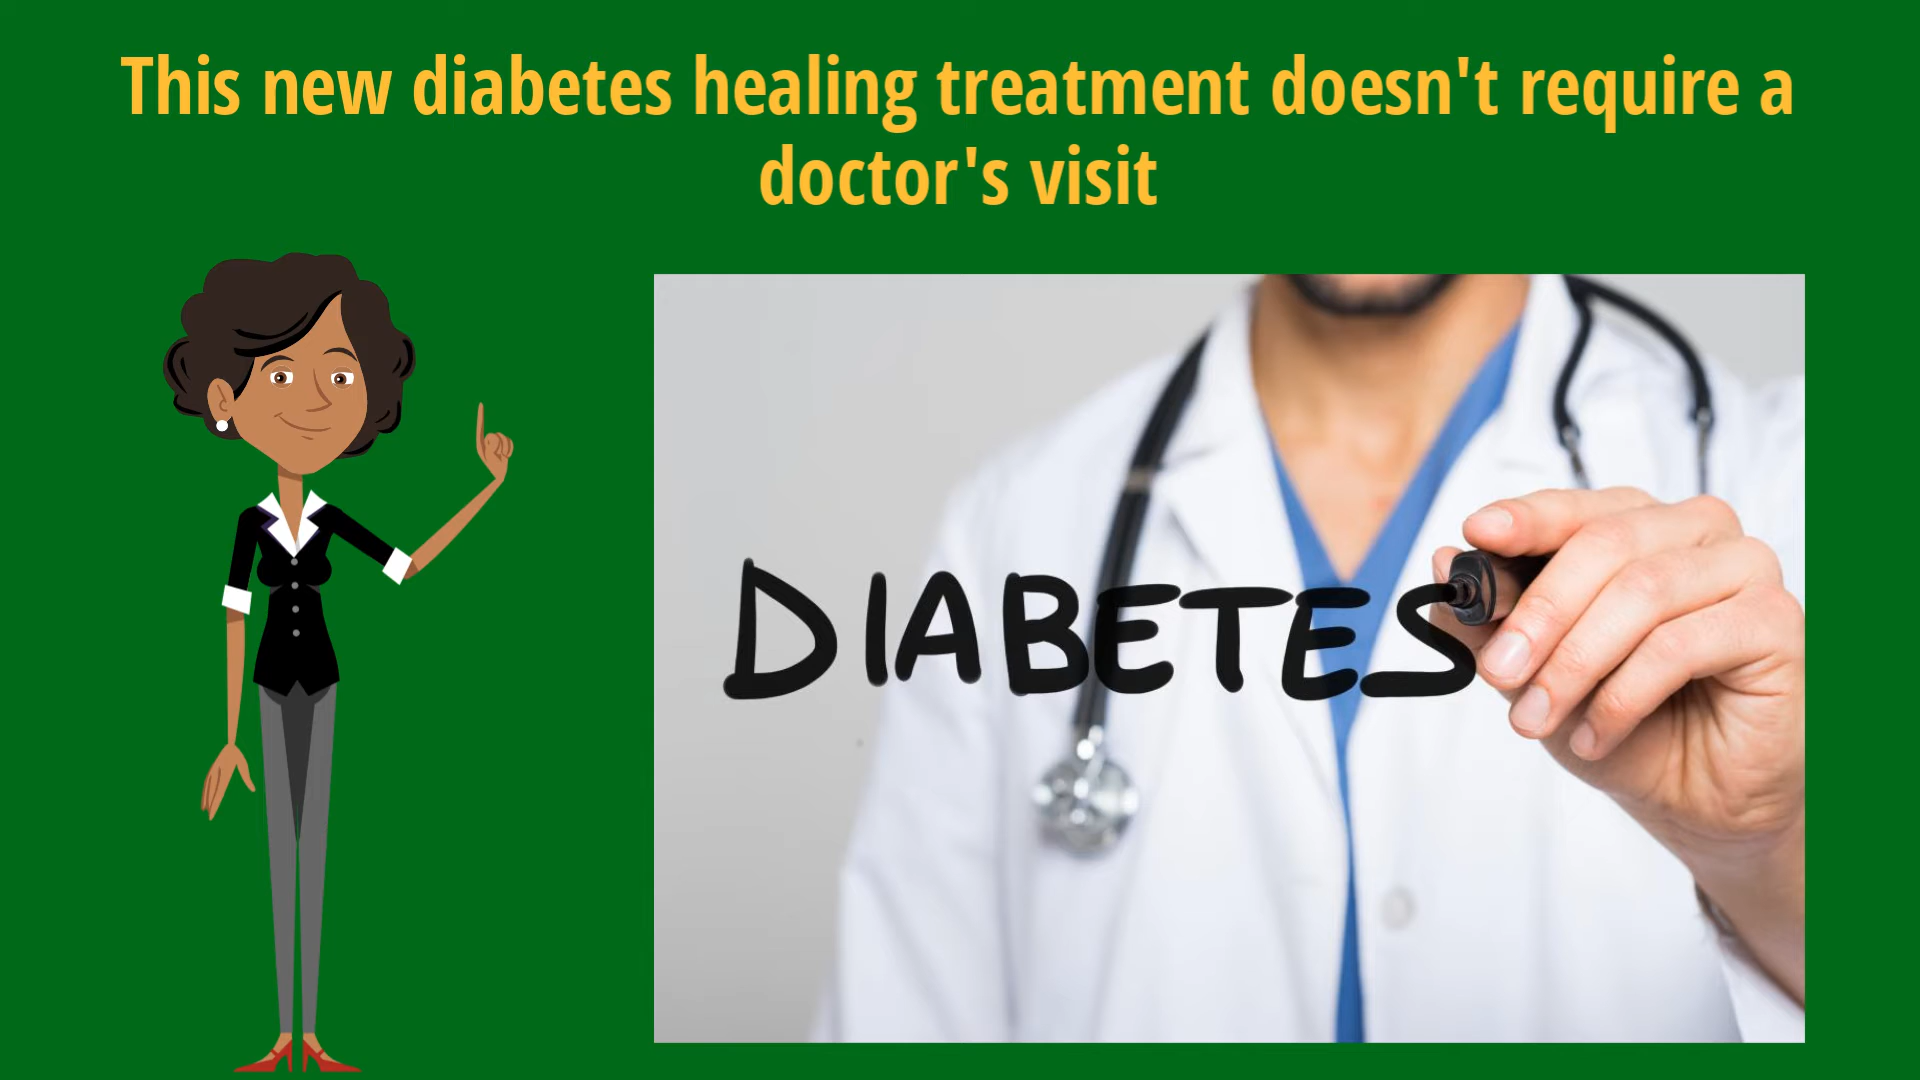 This new diabetes healing treatment doesn't require a
doctor's visit
DIABETES